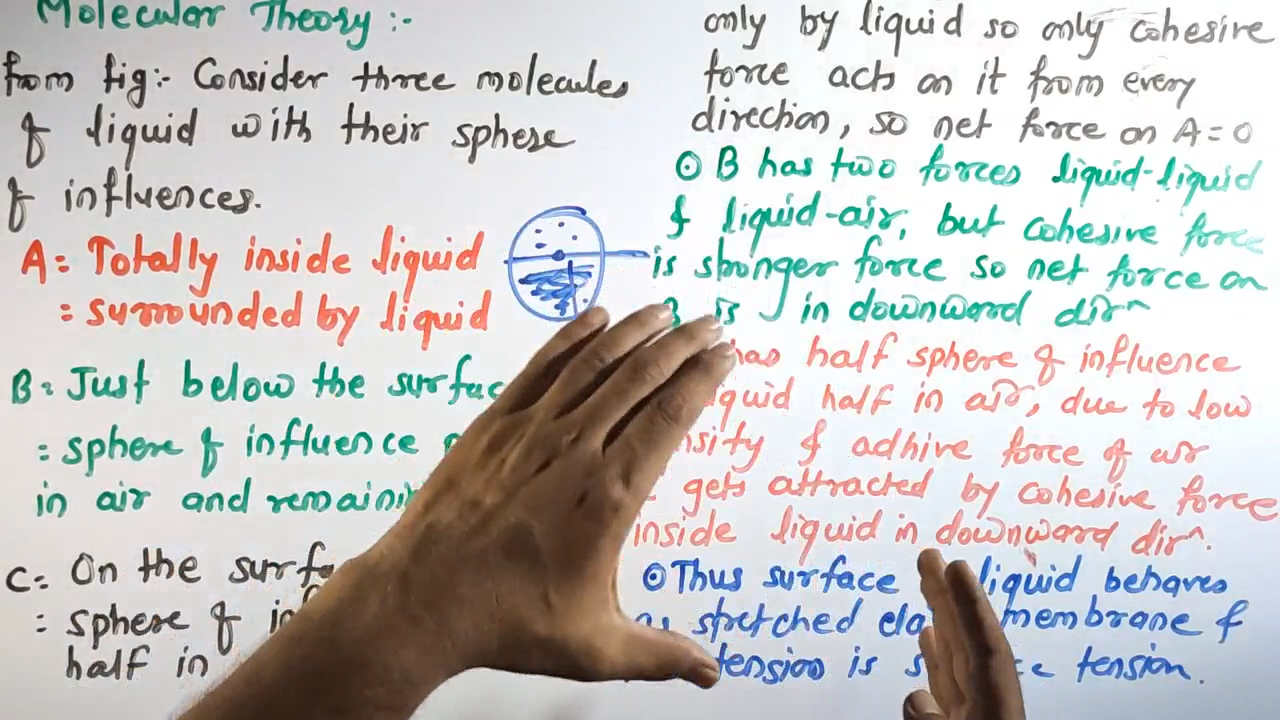 Molecular Theory :-
From fig:- Consider three molecules
of liquid with their sphere
of influences.
A = Totally inside liquid
= surrounded by liquid
B = Just below the surfac
= sphere of influence
in air and remaini
C = On the surf
= sphere of
half in
only by liquid so only cohesive
force acts on it from every
direction, so net force on A = 0
⊙ B has two forces liquid-liquid
& liquid-air, but cohesive force
is stronger force so net force on
B is in downward dirⁿ
has half sphere of influence
quid half in air, due to low
nsity & adhive force of air
gets attracted by cohesive force
inside liquid in downward dirⁿ.
⊙ Thus surface liquid behaves
as stretched ela membrane &
tension is s ce tension.